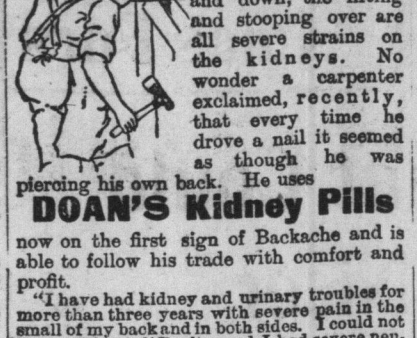 and down, the lifting
and stooping over are
all severe strains on
the kidneys. No
wonder a carpenter
exclaimed, recently,
that every time he
drove a nail it seemed
as though he was
piercing his own back. He uses
DOAN'S Kidney Pills
now on the first sign of Backache and is
able to follow his trade with comfort and
profit.
"I have had kidney and urinary troubles for
more than three years with severe pain in the
small of my back and in both sides. I could not